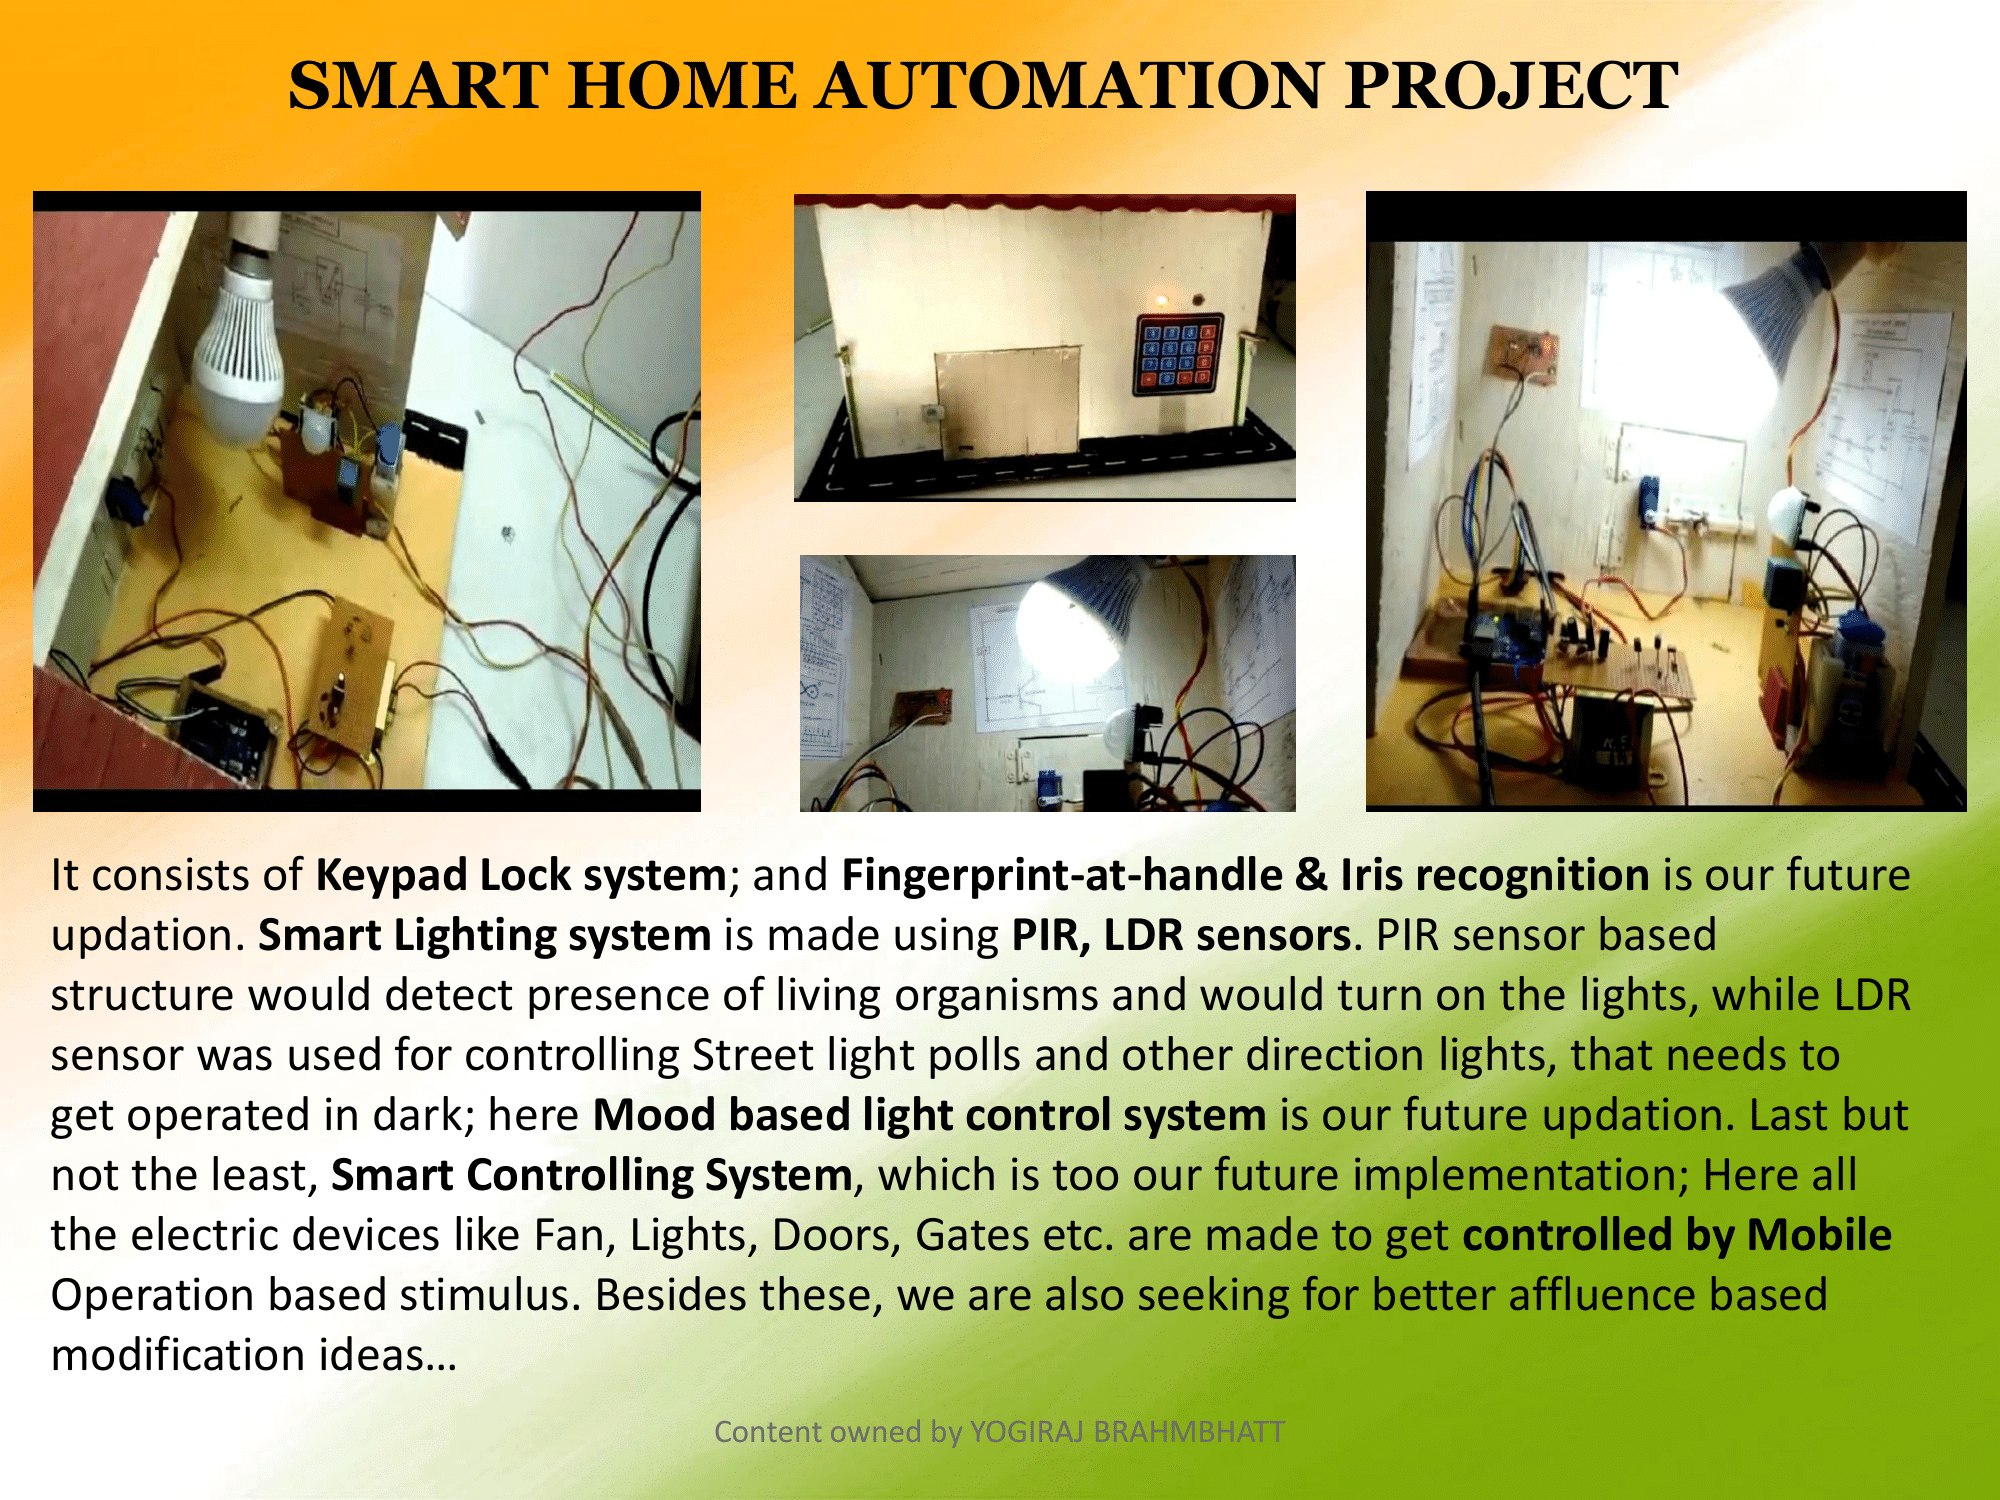 SMART HOME AUTOMATION PROJECT
It consists of Keypad Lock system; and Fingerprint-at-handle & Iris recognition is our future
updation. Smart Lighting system is made using PIR, LDR sensors. PIR sensor based
structure would detect presence of living organisms and would turn on the lights, while LDR
sensor was used for controlling Street light polls and other direction lights, that needs to
get operated in dark; here Mood based light control system is our future updation. Last but
not the least, Smart Controlling System, which is too our future implementation; Here all
the electric devices like Fan, Lights, Doors, Gates etc. are made to get controlled by Mobile
Operation based stimulus. Besides these, we are also seeking for better affluence based
modification ideas…
Content owned by YOGIRAJ BRAHMBHATT